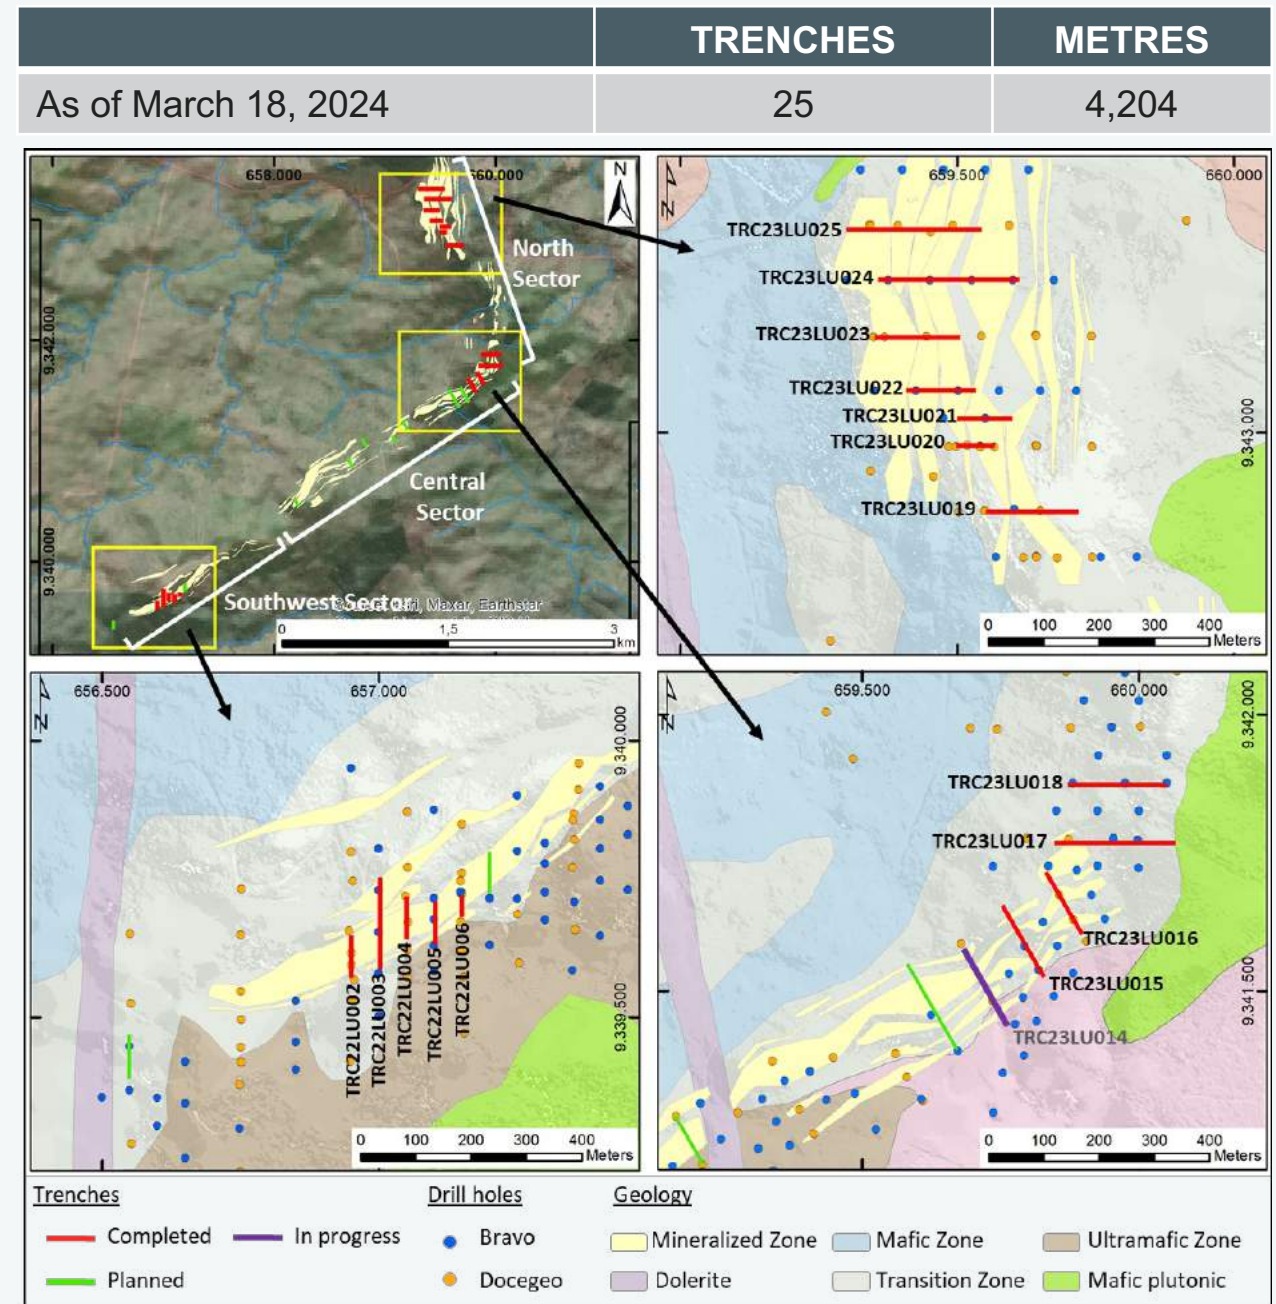 TRENCHES METRES
As of March 18, 2024 25 4,204
658.000 660.000
N
North
Sector
9.342.000
Central
Sector
9.340.000
Southwest Sector
Maxar, Earthstar
0 1,5 3
km
659.500 660.000
N
TRC23LU025
TRC23LU024
TRC23LU023
TRC23LU022
TRC23LU021
TRC23LU020
TRC23LU019
9.343.000
0 100 200 300 400
Meters
656.500 657.000
N
9.340.000
9.339.500
TRC22LU002
TRC22LU003
TRC22LU004
TRC22LU005
TRC22LU006
0 100 200 300 400
Meters
659.500 660.000
N
9.342.000
TRC23LU018
TRC23LU017
TRC23LU016
TRC23LU015
TRC23LU014
9.341.500
0 100 200 300 400
Meters
Trenches Drill holes Geology
Completed In progress Bravo Mineralized Zone Mafic Zone Ultramafic Zone
Planned Docegeo Dolerite Transition Zone Mafic plutonic